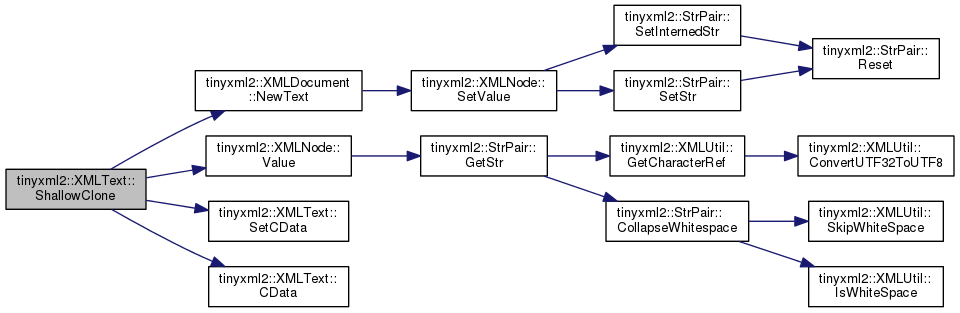 tinyxml2::XMLText::
ShallowClone
tinyxml2::XMLDocument
::NewText
tinyxml2::XMLNode::
SetValue
tinyxml2::StrPair::
SetInternedStr
tinyxml2::StrPair::
SetStr
tinyxml2::StrPair::
Reset
tinyxml2::XMLNode::
Value
tinyxml2::StrPair::
GetStr
tinyxml2::XMLUtil::
GetCharacterRef
tinyxml2::XMLUtil::
ConvertUTF32ToUTF8
tinyxml2::StrPair::
CollapseWhitespace
tinyxml2::XMLUtil::
SkipWhiteSpace
tinyxml2::XMLUtil::
IsWhiteSpace
tinyxml2::XMLText::
SetCData
tinyxml2::XMLText::
CData